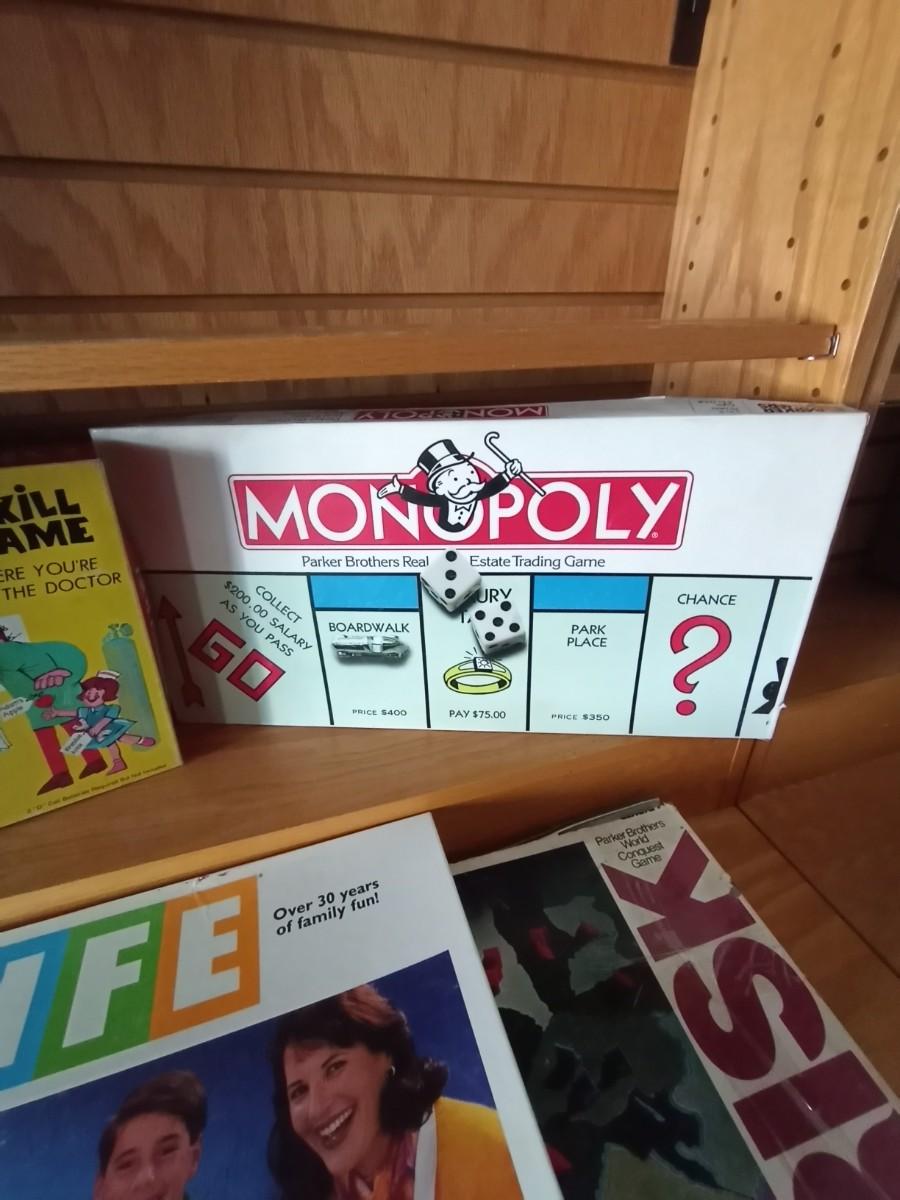 MONOPOLY
MONOPOLY
Parker Brothers Real Estate Trading Game
COLLECT
$200.00 SALARY
AS YOU PASS
GO
BOARDWALK
PRICE $400
PAY $75.00
PARK
PLACE
PRICE $350
CHANCE
?
KILL
AME
ERE YOU'RE
THE DOCTOR
IFE
Over 30 years
of family fun!
Parker Brothers
World
Conquest
Game
RISK